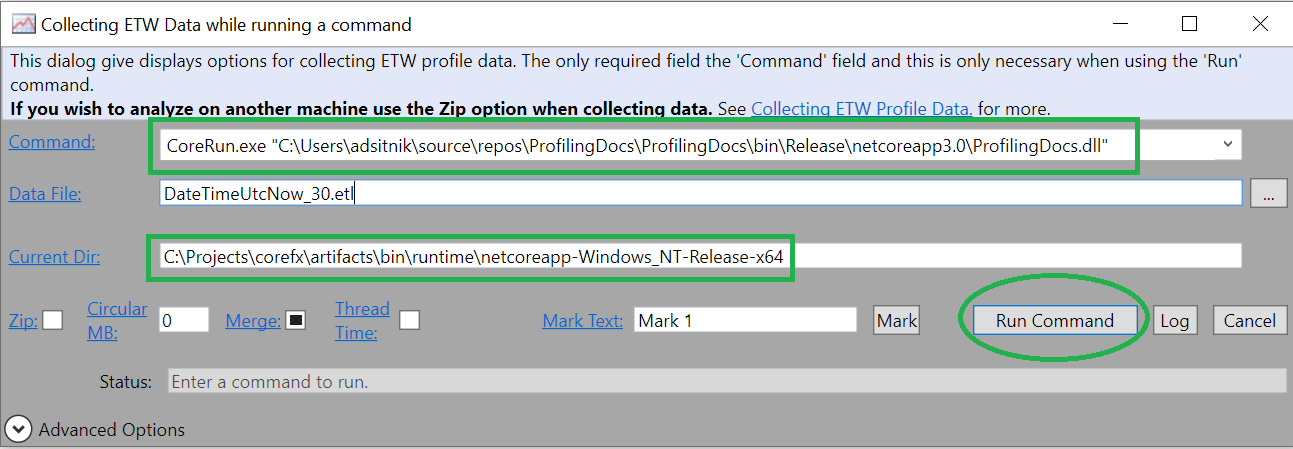 Collecting ETW Data while running a command
This dialog give displays options for collecting ETW profile data. The only required field the 'Command' field and this is only necessary when using the 'Run'
command.
If you wish to analyze on another machine use the Zip option when collecting data. See Collecting ETW Profile Data. for more.
Command: CoreRun.exe "C:\Users\adsitnik\source\repos\ProfilingDocs\ProfilingDocs\bin\Release\netcoreapp3.0\ProfilingDocs.dll"
Data File: DateTimeUtcNow_30.etl ...
Current Dir: C:\Projects\corefx\artifacts\bin\runtime\netcoreapp-Windows_NT-Release-x64
Zip: Circular MB: 0 Merge: Thread Time: Mark Text: Mark 1 Mark Run Command Log Cancel
Status: Enter a command to run.
Advanced Options